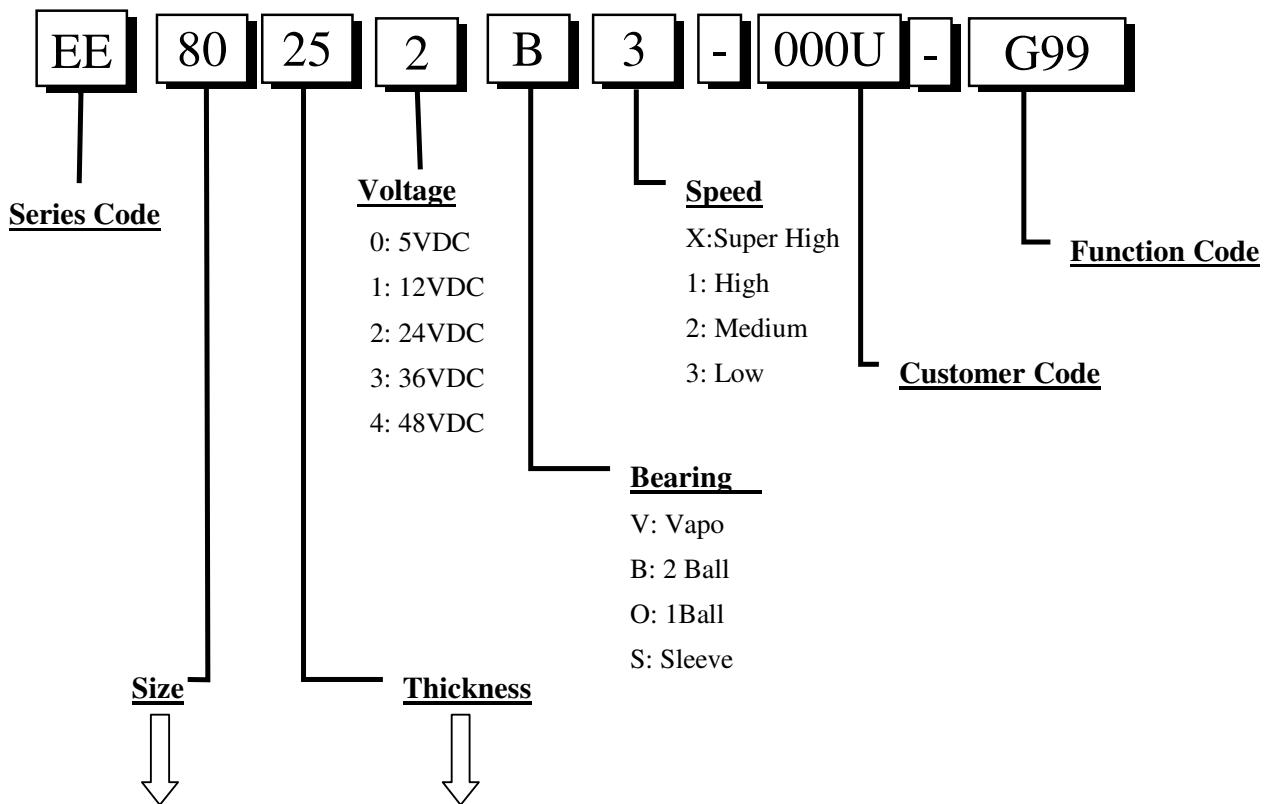 EE 80 25 2 B 3 - 000U - G99
Series Code
Voltage
0: 5VDC
1: 12VDC
2: 24VDC
3: 36VDC
4: 48VDC
Speed
X:Super High
1: High
2: Medium
3: Low
Function Code
Customer Code
Bearing
V: Vapo
B: 2 Ball
O: 1Ball
S: Sleeve
Size
Thickness